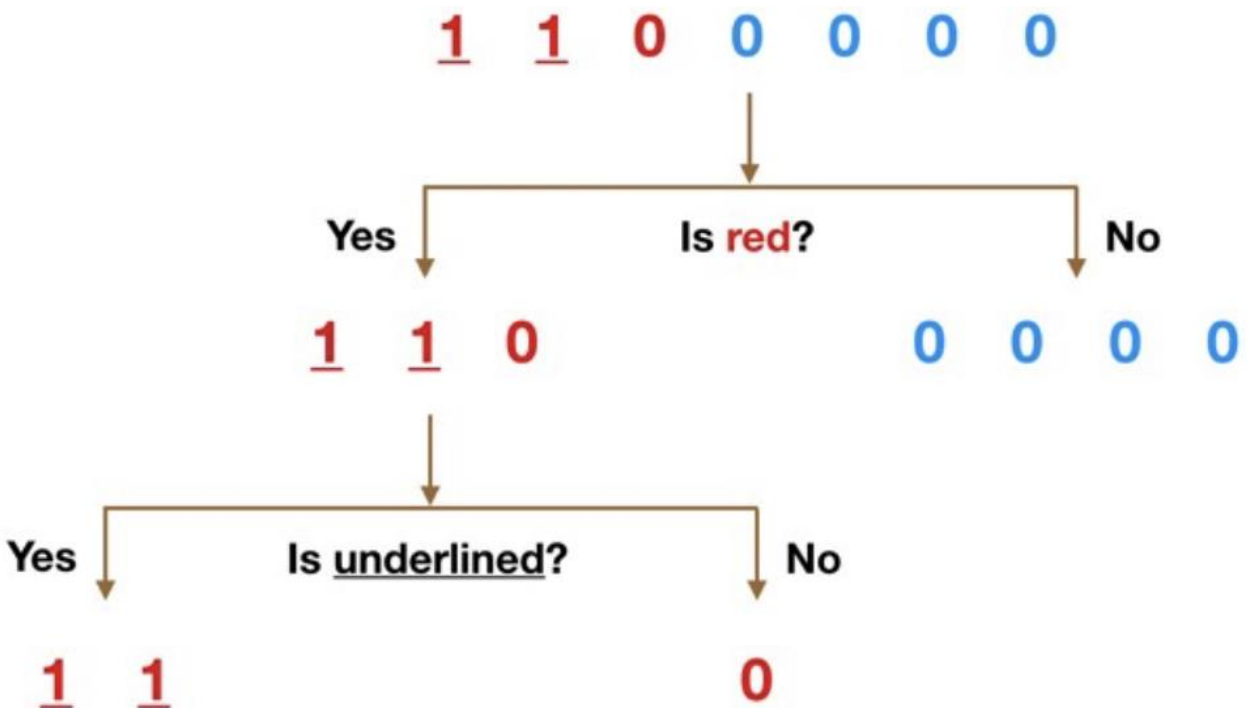 1 1 0 0 0 0 0
Yes Is red? No
1 1 0 0 0 0 0
Yes Is underlined? No
1 1 0